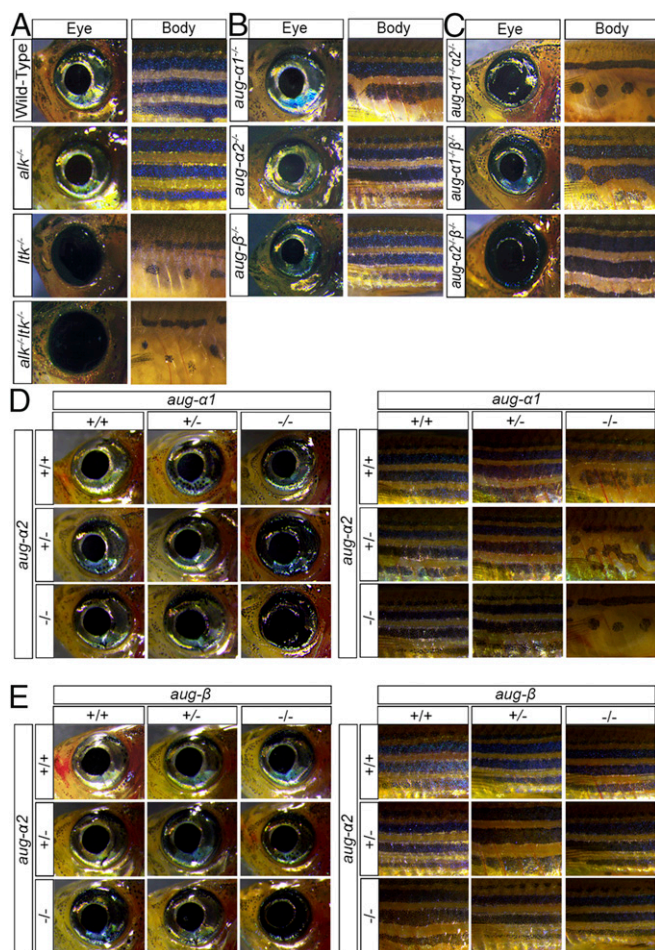 A Eye Body
Wild-Type
alk-/-
ltk-/-
alk-/-ltk-/-
B Eye Body
aug-α1-/-
aug-α2-/-
aug-β-/-
C Eye Body
aug-α1-/-α2-/-
aug-α1-/-β-/-
aug-α2-/-β-/-
D aug-α1
+/+ +/- -/-
aug-α2
+/+
+/-
-/-
aug-α1
+/+ +/- -/-
aug-α2
+/+
+/-
-/-
E aug-β
+/+ +/- -/-
aug-α2
+/+
+/-
-/-
aug-β
+/+ +/- -/-
aug-α2
+/+
+/-
-/-